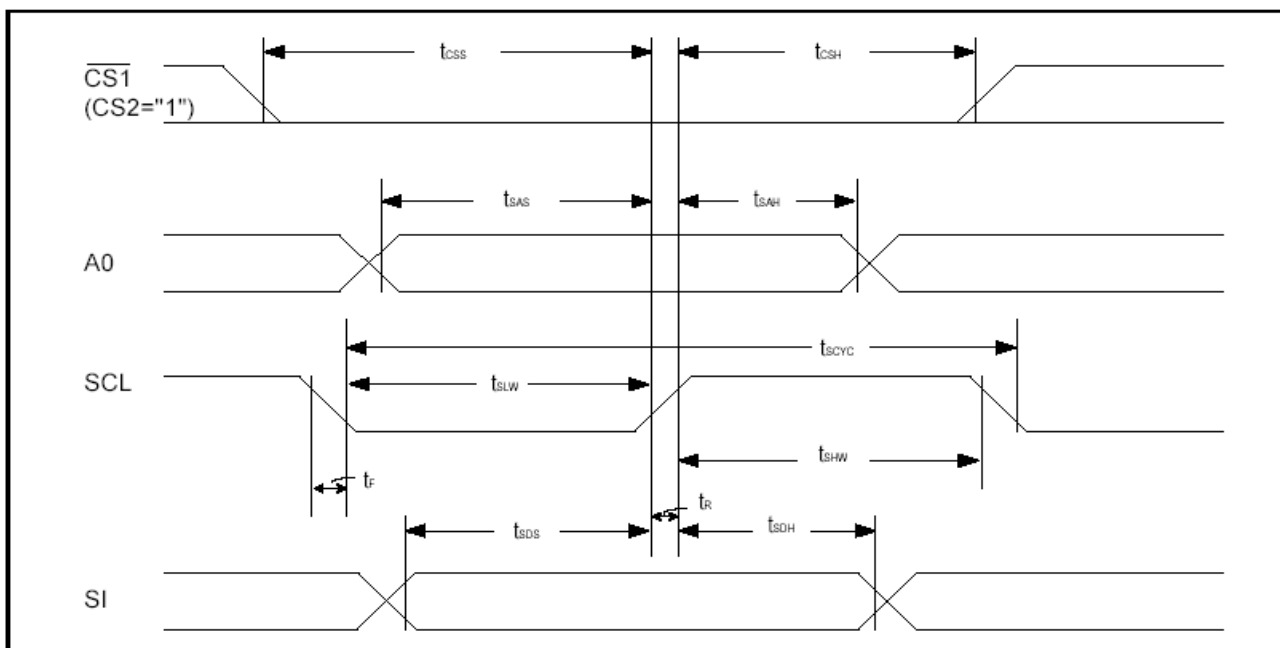 tCSS tCSH
CS1
(CS2="1")
tSAS tSAH
A0
tSCYC
SCL
tSLW
tSHW
tF
tR
tSDS tSDH
SI